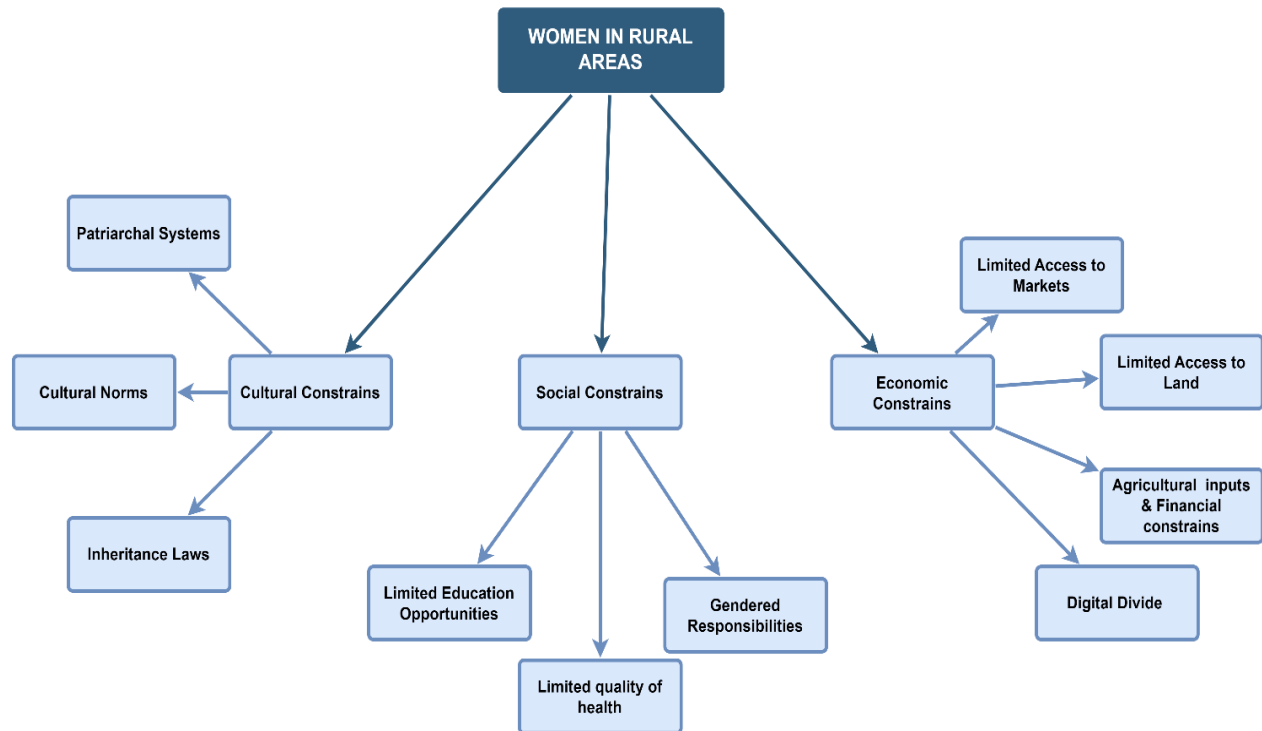 WOMEN IN RURAL
AREAS
Patriarchal Systems
Cultural Norms
Cultural Constrains
Inheritance Laws
Social Constrains
Limited Education
Opportunities
Limited quality of
health
Gendered
Responsibilities
Economic
Constrains
Limited Access to
Markets
Limited Access to
Land
Agricultural inputs
& Financial
constrains
Digital Divide